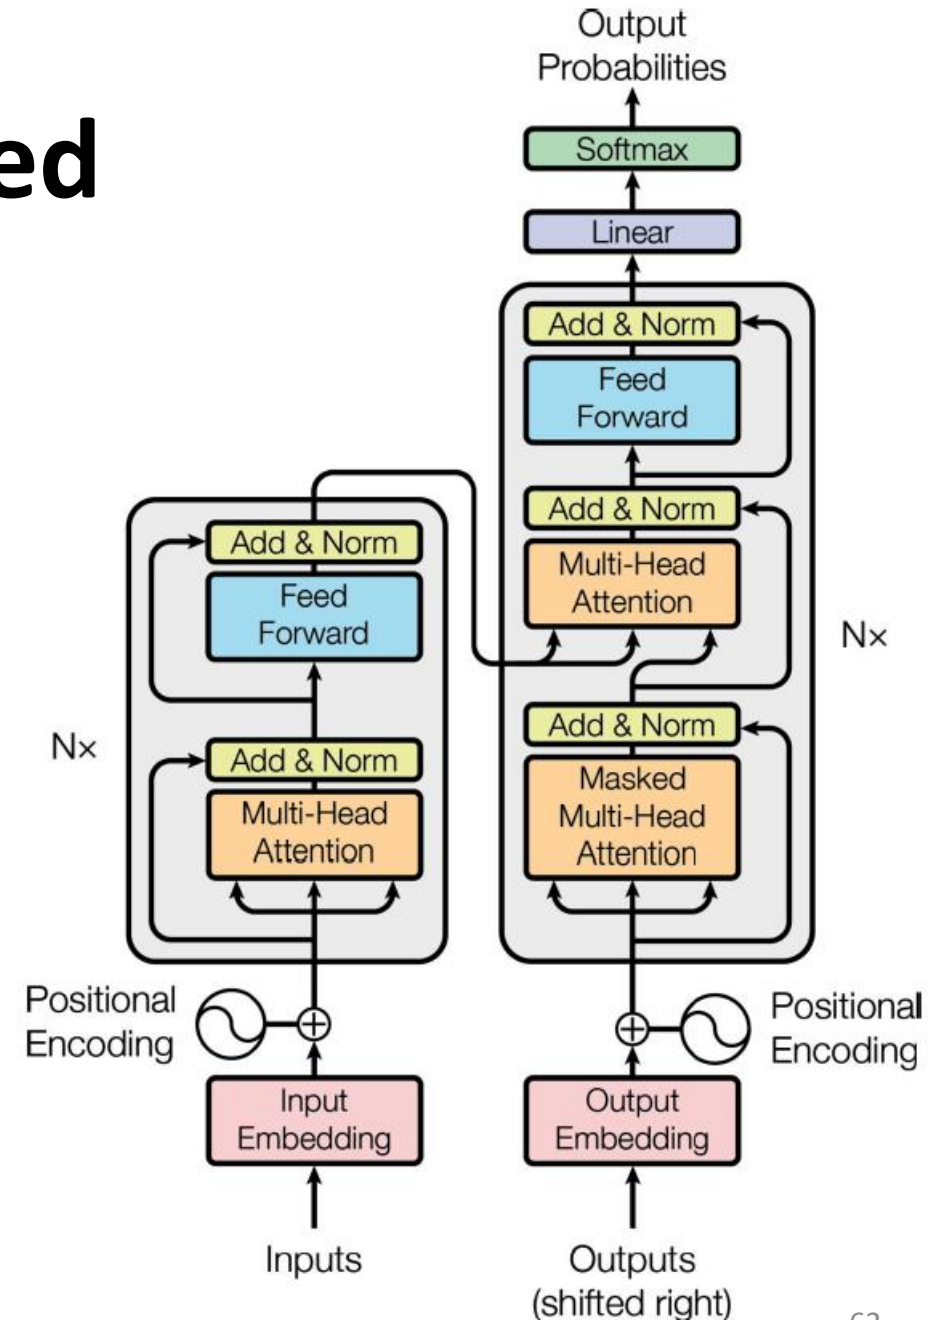 ed
Output
Probabilities
Softmax
Linear
Add & Norm
Feed
Forward
Add & Norm
Multi-Head
Attention
Add & Norm
Masked
Multi-Head
Attention
Nx
Add & Norm
Feed
Forward
Add & Norm
Multi-Head
Attention
Nx
Positional
Encoding
Positional
Encoding
Input
Embedding
Output
Embedding
Inputs
Outputs
(shifted right)